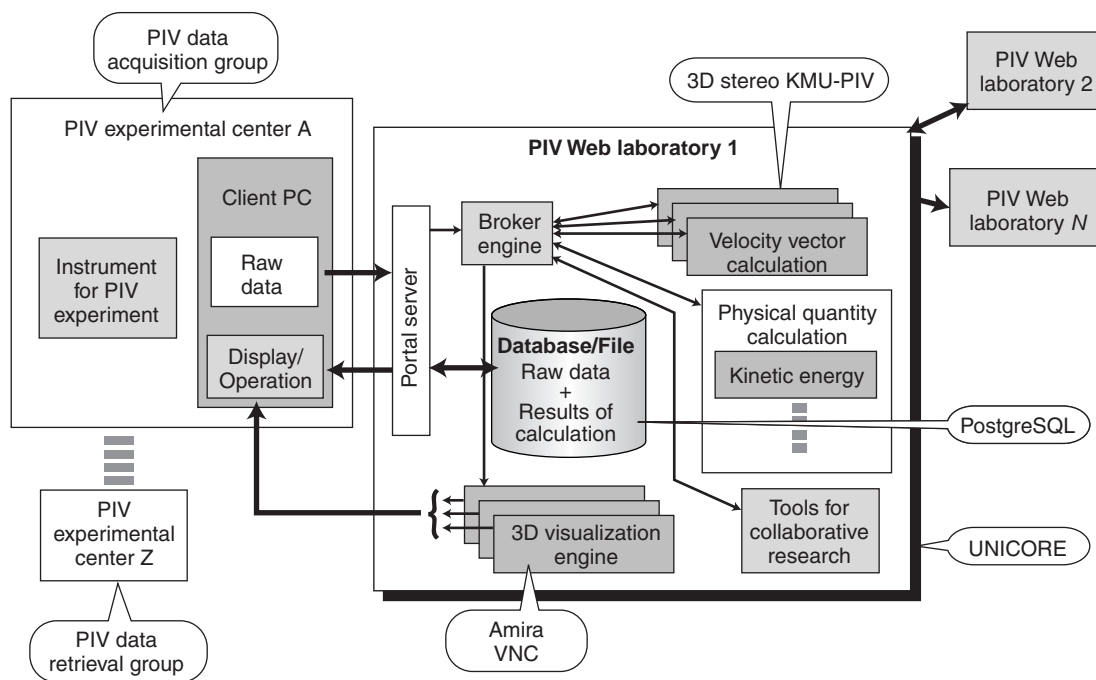 PIV data
acquisition group
PIV experimental center A
Client PC
Raw
data
Instrument
for PIV
experiment
Display/
Operation
PIV
experimental
center Z
PIV data
retrieval group
Portal server
PIV Web laboratory 1
3D stereo KMU-PIV
Broker
engine
Velocity vector
calculation
Database/File
Raw data
+
Results of
calculation
Physical quantity
calculation
Kinetic energy
3D visualization
engine
Tools for
collaborative
research
Amira
VNC
PIV Web
laboratory 2
PIV Web
laboratory N
PostgreSQL
UNICORE